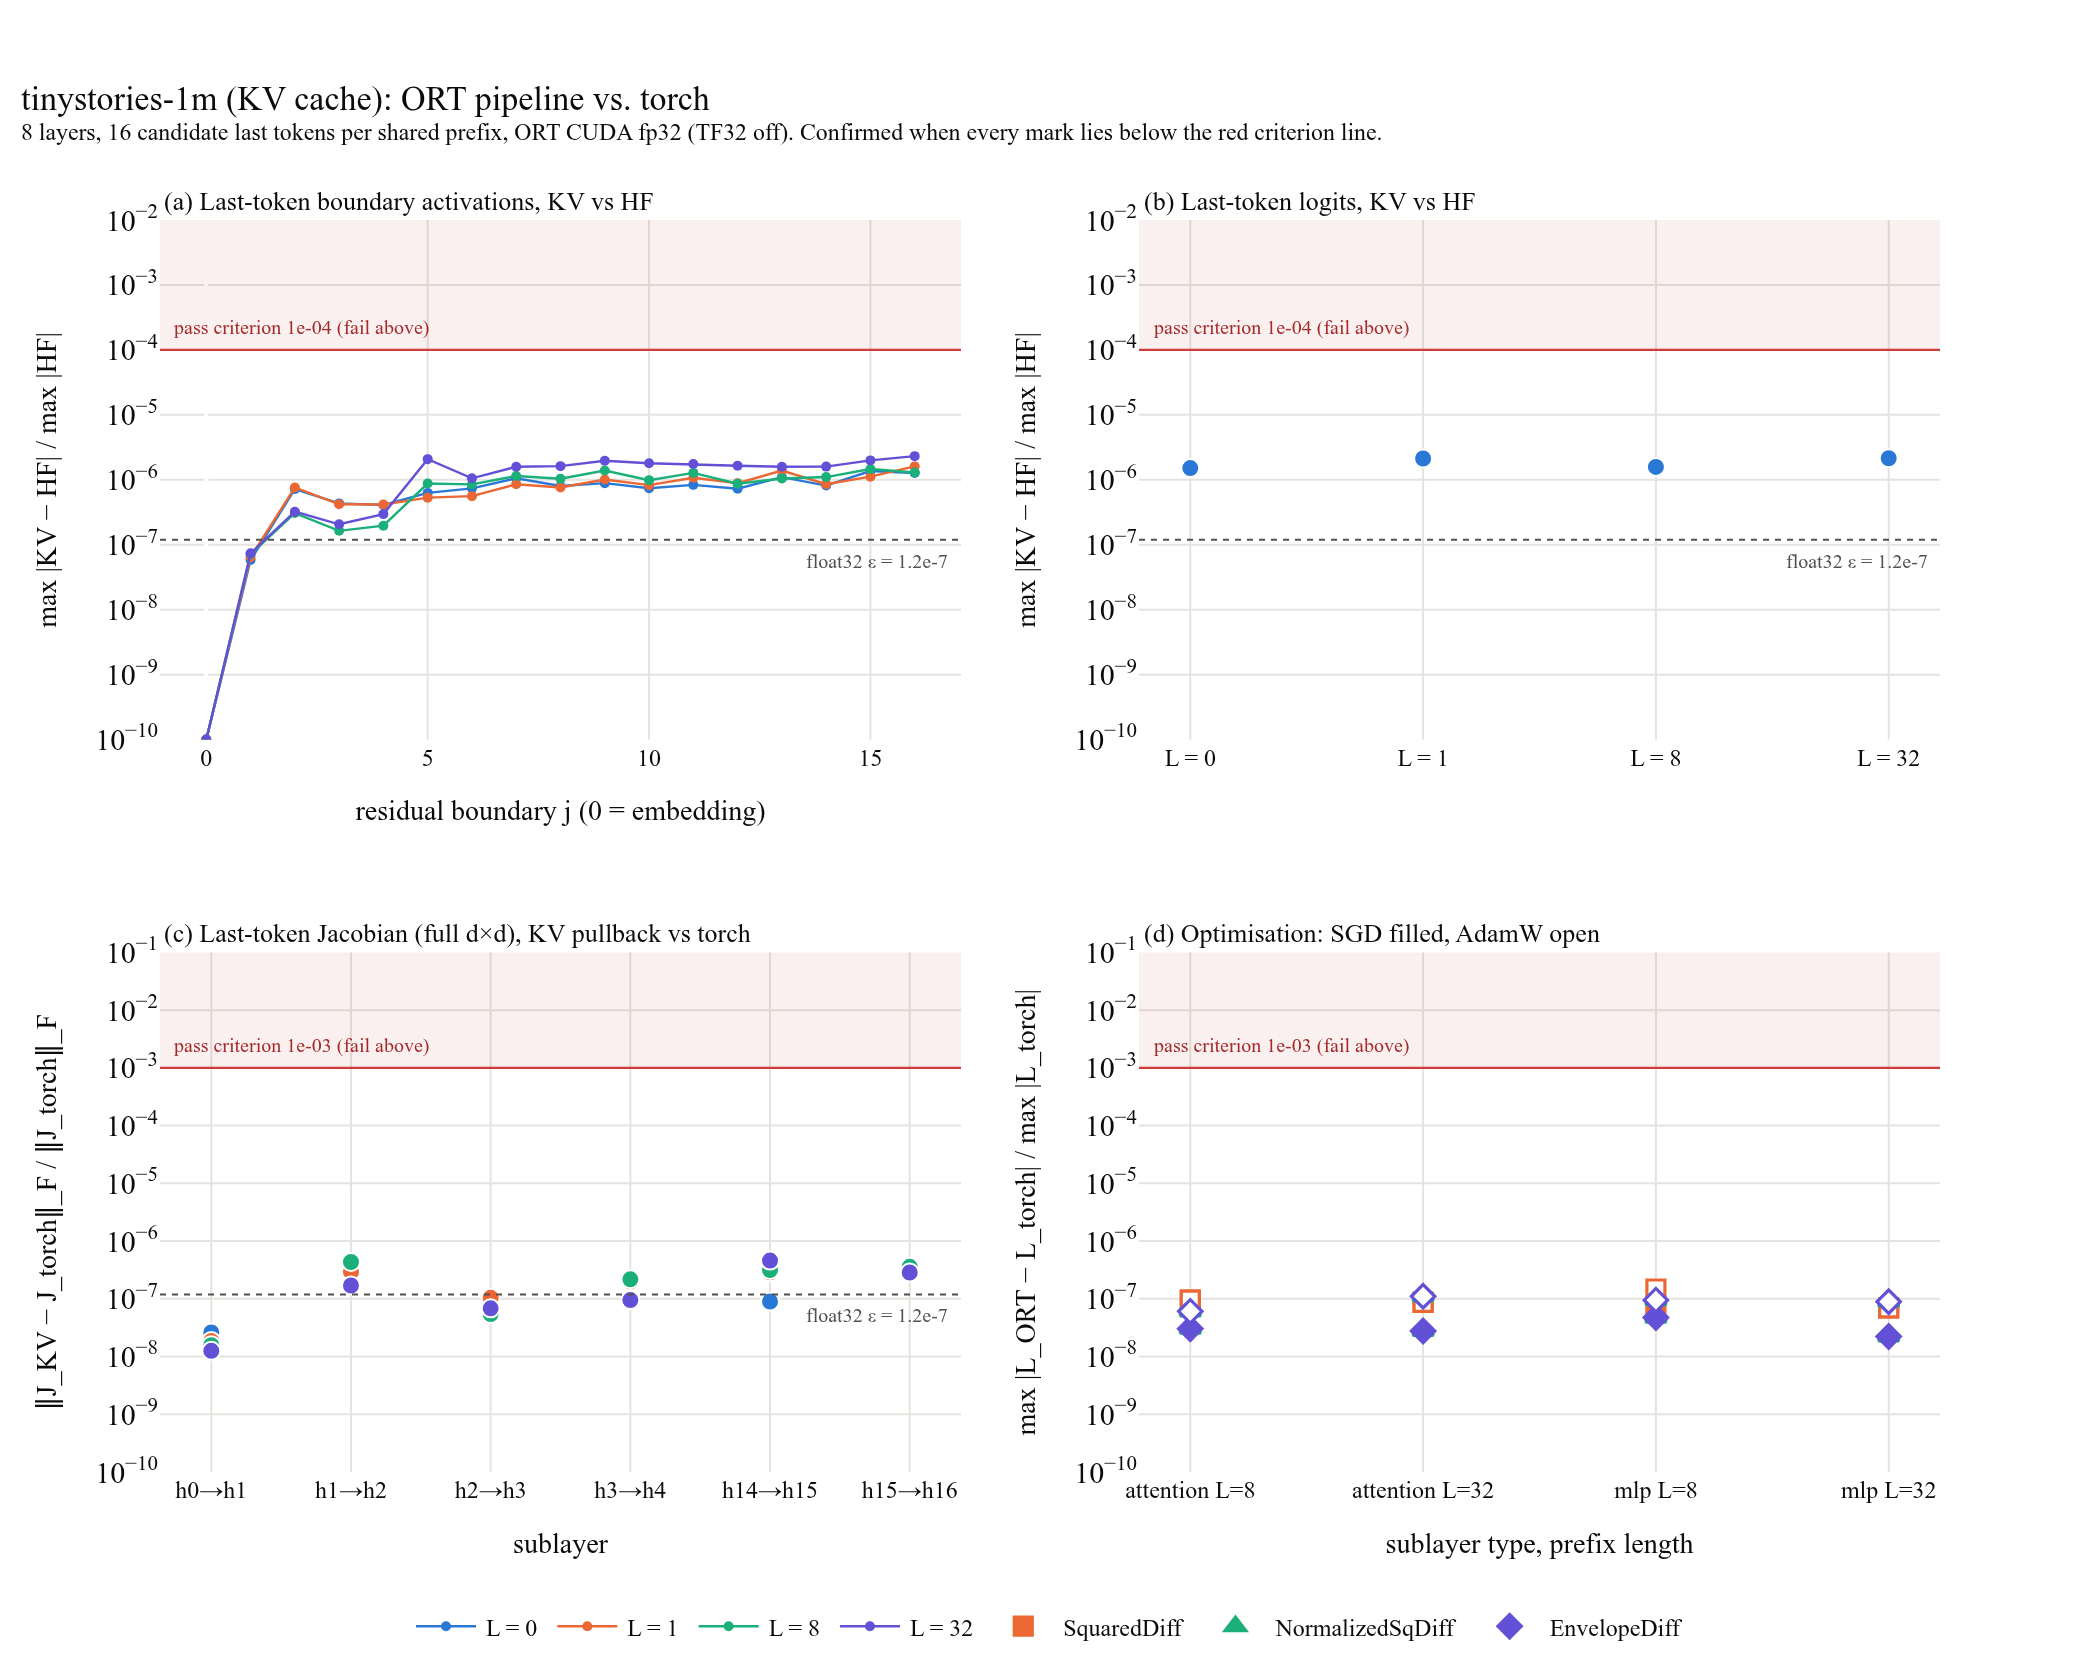 tinystories-1m (KV cache): ORT pipeline vs. torch
8 layers, 16 candidate last tokens per shared prefix, ORT CUDA fp32 (TF32 off). Confirmed when every mark lies below the red criterion line.
(a) Last-token boundary activations, KV vs HF
max |KV − HF| / max |HF|
10−2
10−3
10−4
10−5
10−6
10−7
10−8
10−9
10−10
pass criterion 1e-04 (fail above)
float32 ε = 1.2e-7
0 5 10 15
residual boundary j (0 = embedding)
(b) Last-token logits, KV vs HF
max |KV − HF| / max |HF|
10−2
10−3
10−4
10−5
10−6
10−7
10−8
10−9
10−10
pass criterion 1e-04 (fail above)
float32 ε = 1.2e-7
L = 0 L = 1 L = 8 L = 32
(c) Last-token Jacobian (full d×d), KV pullback vs torch
‖J_KV − J_torch‖_F / ‖J_torch‖_F
10−1
10−2
10−3
10−4
10−5
10−6
10−7
10−8
10−9
10−10
pass criterion 1e-03 (fail above)
float32 ε = 1.2e-7
h0→h1 h1→h2 h2→h3 h3→h4 h14→h15 h15→h16
sublayer
(d) Optimisation: SGD filled, AdamW open
max |L_ORT − L_torch| / max |L_torch|
10−1
10−2
10−3
10−4
10−5
10−6
10−7
10−8
10−9
10−10
pass criterion 1e-03 (fail above)
attention L=8 attention L=32 mlp L=8 mlp L=32
sublayer type, prefix length
L = 0 L = 1 L = 8 L = 32 SquaredDiff NormalizedSqDiff EnvelopeDiff